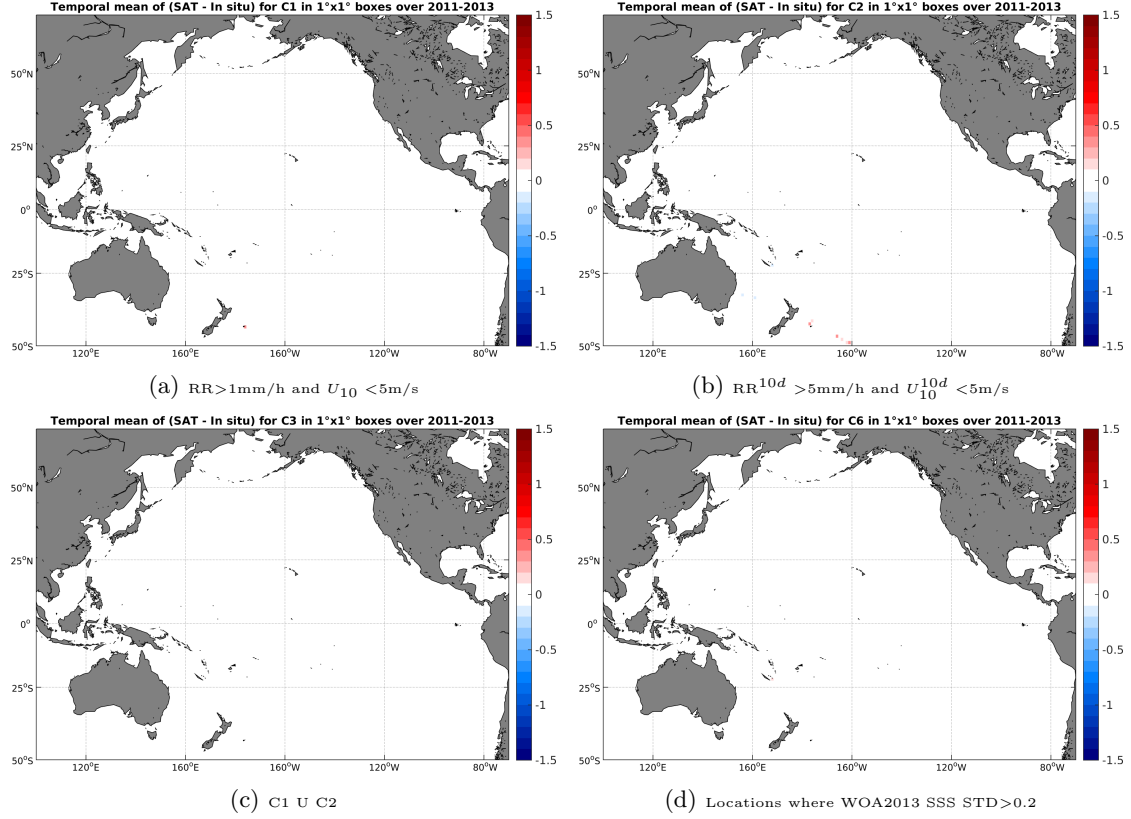 Temporal mean of (SAT - In situ) for C1 in 1°x1° boxes over 2011-2013
50°N
25°N
0°
25°S
50°S
120°E
160°E
160°W
120°W
80°W
1.5
1
0.5
0
-0.5
-1
-1.5
(a) RR>1mm/h and U10 <5m/s
Temporal mean of (SAT - In situ) for C2 in 1°x1° boxes over 2011-2013
50°N
25°N
0°
25°S
50°S
120°E
160°E
160°W
120°W
80°W
1.5
1
0.5
0
-0.5
-1
-1.5
(b) RR^10d >5mm/h and U10^10d <5m/s
Temporal mean of (SAT - In situ) for C3 in 1°x1° boxes over 2011-2013
50°N
25°N
0°
25°S
50°S
120°E
160°E
160°W
120°W
80°W
1.5
1
0.5
0
-0.5
-1
-1.5
(c) C1 U C2
Temporal mean of (SAT - In situ) for C6 in 1°x1° boxes over 2011-2013
50°N
25°N
0°
25°S
50°S
120°E
160°E
160°W
120°W
80°W
1.5
1
0.5
0
-0.5
-1
-1.5
(d) Locations where WOA2013 SSS STD>0.2